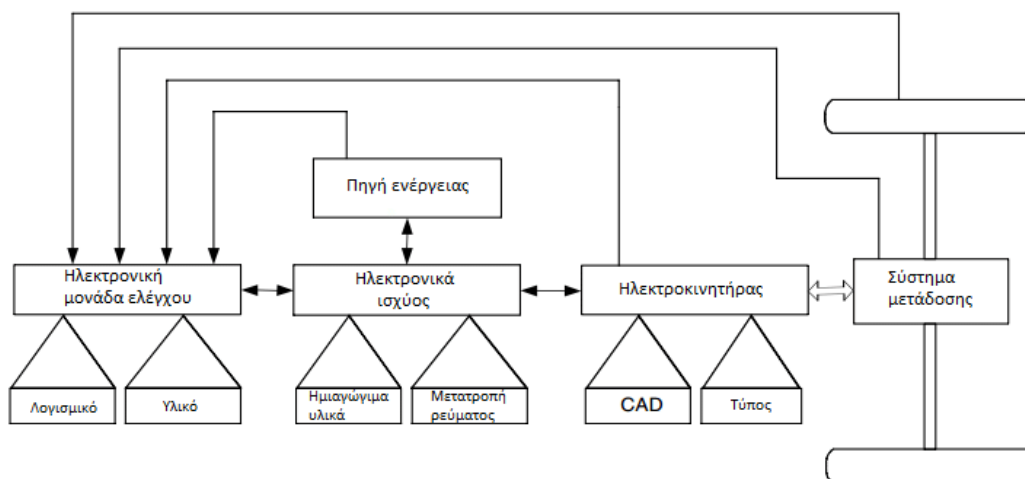 Πηγή ενέργειας
Ηλεκτρονική
μονάδα ελέγχου
Ηλεκτρονικά
ισχύος
Ηλεκτροκινητήρας
Σύστημα
μετάδοσης
Λογισμικό
Υλικό
Ημιαγώγιμα
υλικά
Μετατροπή
ρεύματος
CAD
Τύπος